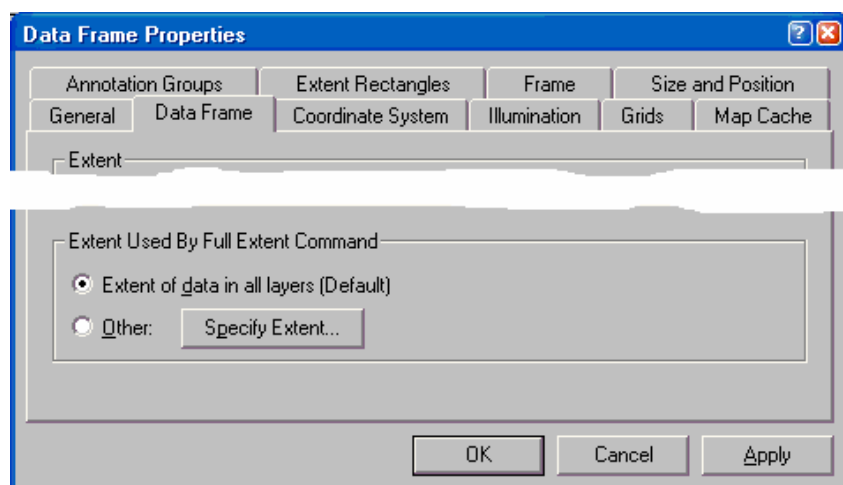 Data Frame Properties
Annotation Groups Extent Rectangles Frame Size and Position
General Data Frame Coordinate System Illumination Grids Map Cache
Extent
Extent Used By Full Extent Command
Extent of data in all layers (Default)
Other: Specify Extent...
OK Cancel Apply